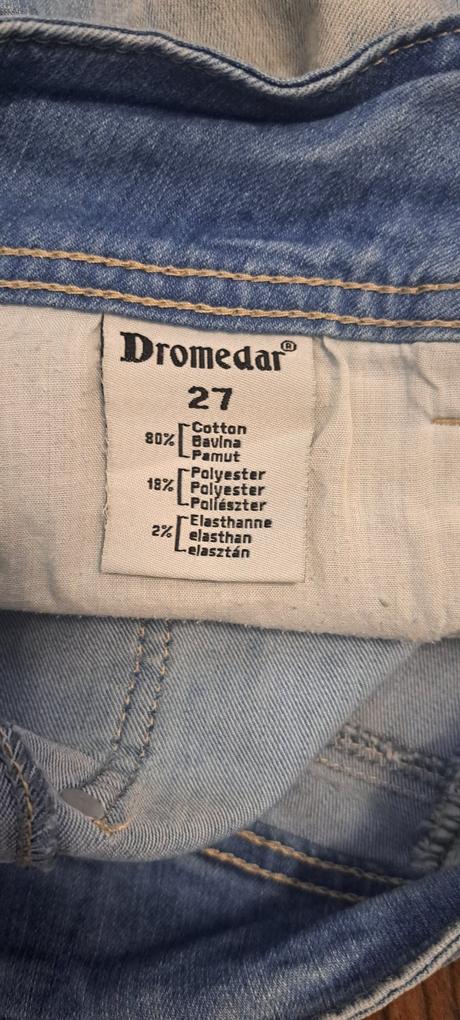 Dromedar®
27
80% Cotton
Bavlna
Pamut
18% Polyester
Polyester
Poliészter
2% Elasthanne
elasthan
elasztán